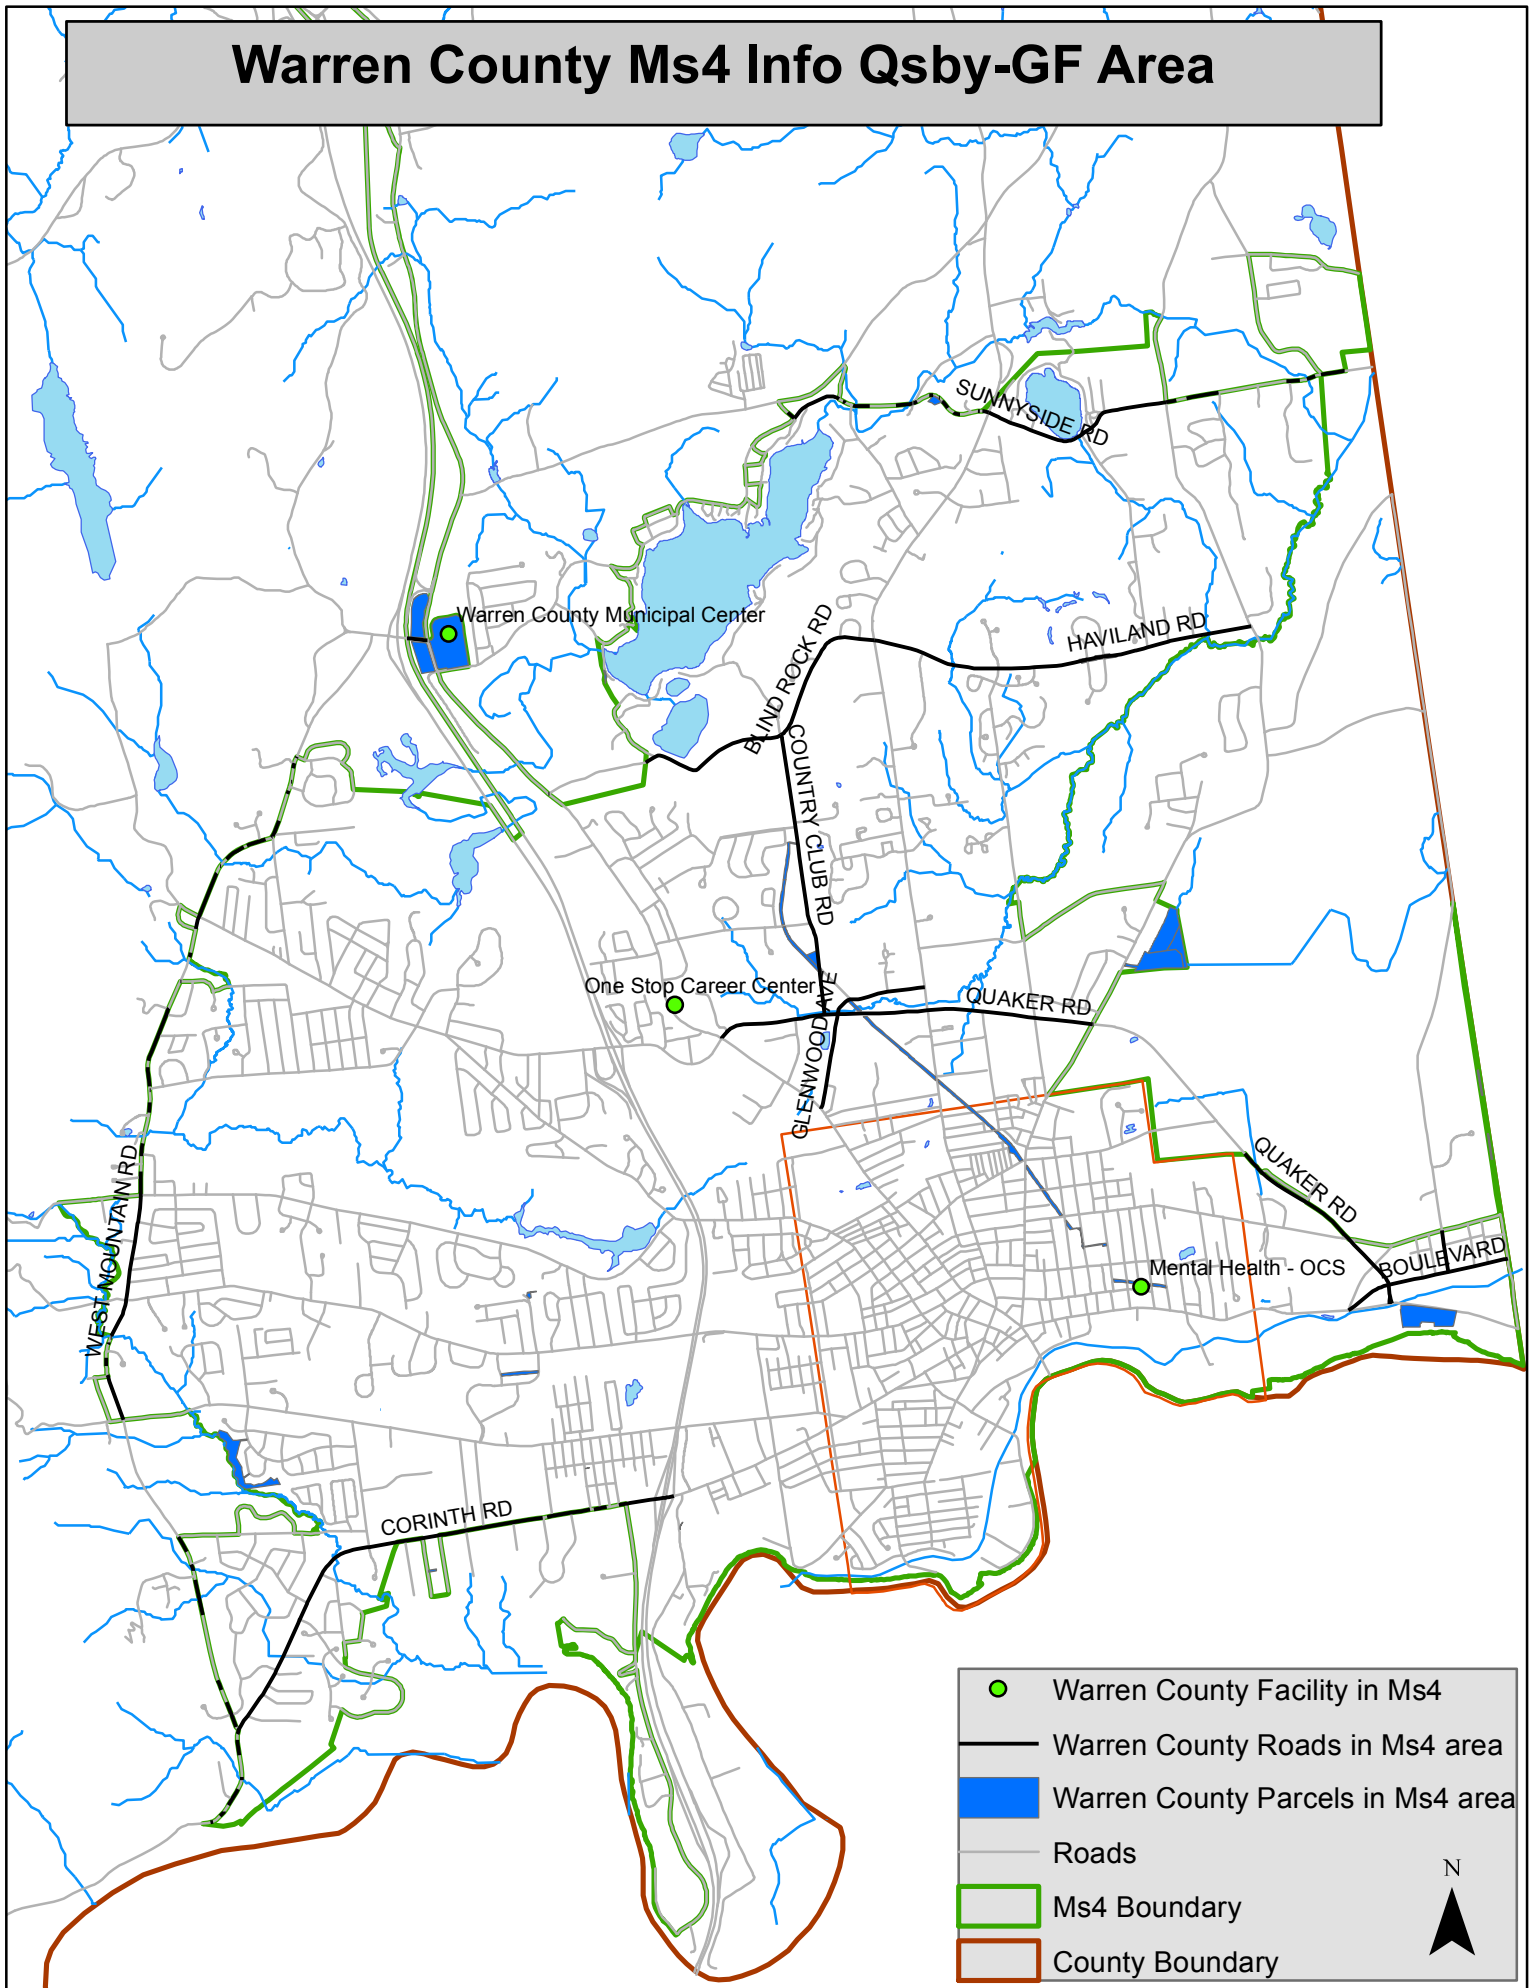 Warren County Ms4 Info Qsby-GF Area
SUNNYSIDE RD
Warren County Municipal Center
BLIND ROCK RD
HAVILAND RD
COUNTRY CLUB RD
One Stop Career Center
GLENWOOD AVE
QUAKER RD
WEST MOUNTAIN RD
QUAKER RD
BOULEVARD
Mental Health - OCS
CORINTH RD
Warren County Facility in Ms4
Warren County Roads in Ms4 area
Warren County Parcels in Ms4 area
Roads
N
Ms4 Boundary
County Boundary